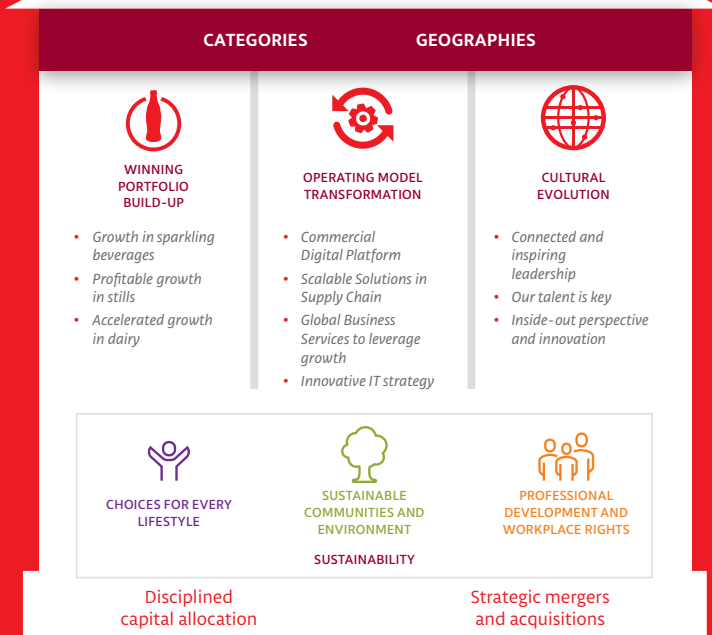 CATEGORIES
GEOGRAPHIES
WINNING
PORTFOLIO
BUILD-UP
• Growth in sparkling
beverages
• Profitable growth
in stills
• Accelerated growth
in dairy
OPERATING MODEL
TRANSFORMATION
• Commercial
Digital Platform
• Scalable Solutions in
Supply Chain
• Global Business
Services to leverage
growth
• Innovative IT strategy
CULTURAL
EVOLUTION
• Connected and
inspiring
leadership
• Our talent is key
• Inside-out perspective
and innovation
CHOICES FOR EVERY
LIFESTYLE
SUSTAINABLE
COMMUNITIES AND
ENVIRONMENT
PROFESSIONAL
DEVELOPMENT AND
WORKPLACE RIGHTS
SUSTAINABILITY
Disciplined
capital allocation
Strategic mergers
and acquisitions